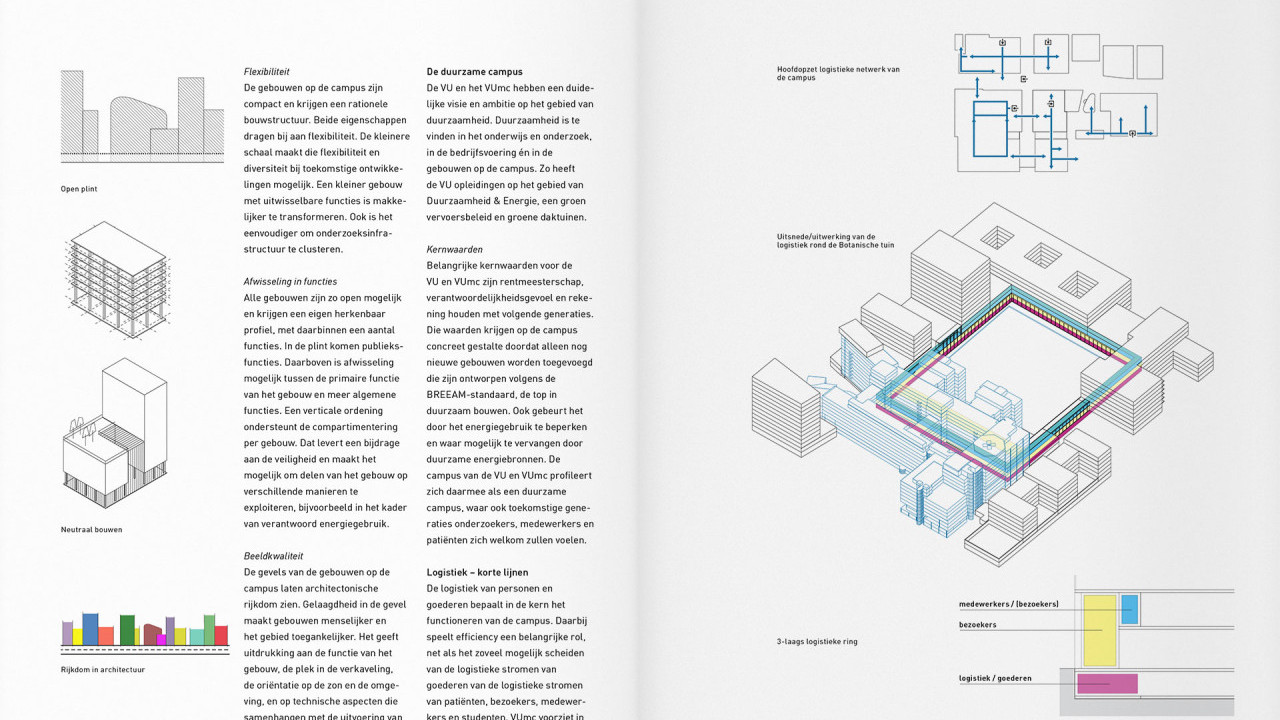 Open plint
Neutraal bouwen
Rijkdom in architectuur
Flexibiliteit
De gebouwen op de campus zijn
compact en krijgen een rationele
bouwstructuur. Beide eigenschappen
dragen bij aan flexibiliteit. De kleinere
schaal maakt die flexibiliteit en
diversiteit bij toekomstige ontwikke-
lingen mogelijk. Een kleiner gebouw
met uitwisselbare functies is makke-
lijker te transformeren. Ook is het
eenvoudiger om onderzoeksinfra-
structuur te clusteren.
Afwisseling in functies
Alle gebouwen zijn zo open mogelijk
en krijgen een eigen herkenbaar
profiel, met daarbinnen een aantal
functies. In de plint komen publieks-
functies. Daarboven is afwisseling
mogelijk tussen de primaire functie
van het gebouw en meer algemene
functies. Een verticale ordening
ondersteunt de compartimentering
per gebouw. Dat levert een bijdrage
aan de veiligheid en maakt het
mogelijk om delen van het gebouw op
verschillende manieren te
exploiteren, bijvoorbeeld in het kader
van verantwoord energiegebruik.
Beeldkwaliteit
De gevels van de gebouwen op de
campus laten architectonische
rijkdom zien. Gelaagdheid in de gevel
maakt gebouwen menselijker en
het gebied toegankelijker. Het geeft
uitdrukking aan de functie van het
gebouw, de plek in de verkaveling,
de oriëntatie op de zon en de omge-
ving, en op technische aspecten die
samenhangen met de uitvoering van
De duurzame campus
De VU en het VUmc hebben een duide-
lijke visie en ambitie op het gebied van
duurzaamheid. Duurzaamheid is te
vinden in het onderwijs en onderzoek,
in de bedrijfsvoering én in de
gebouwen op de campus. Zo heeft
de VU opleidingen op het gebied van
Duurzaamheid & Energie, een groen
vervoersbeleid en groene daktuinen.
Kernwaarden
Belangrijke kernwaarden voor de
VU en VUmc zijn rentmeesterschap,
verantwoordelijkheidsgevoel en reke-
ning houden met volgende generaties.
Die waarden krijgen op de campus
concreet gestalte doordat alleen nog
nieuwe gebouwen worden toegevoegd
die zijn ontworpen volgens de
BREEAM-standaard, de top in
duurzaam bouwen. Ook gebeurt het
door het energiegebruik te beperken
en waar mogelijk te vervangen door
duurzame energiebronnen. De
campus van de VU en VUmc profileert
zich daarmee als een duurzame
campus, waar ook toekomstige gene-
raties onderzoekers, medewerkers en
patiënten zich welkom zullen voelen.
Logistiek – korte lijnen
De logistiek van personen en
goederen bepaalt in de kern het
functioneren van de campus. Daarbij
speelt efficiency een belangrijke rol,
net als het zoveel mogelijk scheiden
van de logistieke stromen van
goederen van de logistieke stromen
van patiënten, bezoekers, medewer-
kers en studenten. VUmc voorziet in
Hoofdopzet logistieke netwerk van
de campus
Uitsnede/uitwerking van de
logistiek rond de Botanische tuin
3-laags logistieke ring
medewerkers / (bezoekers)
bezoekers
logistiek / goederen